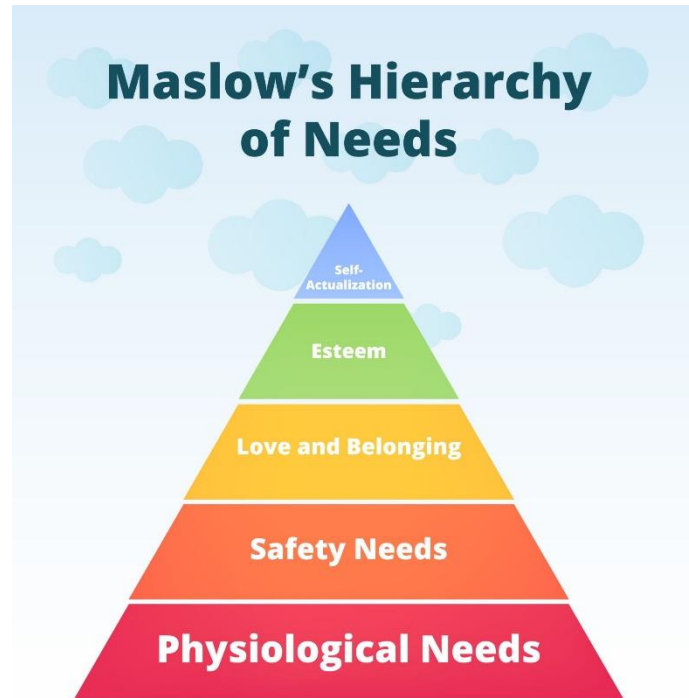 Maslow’s Hierarchy
of Needs
Self-
Actualization
Esteem
Love and Belonging
Safety Needs
Physiological Needs